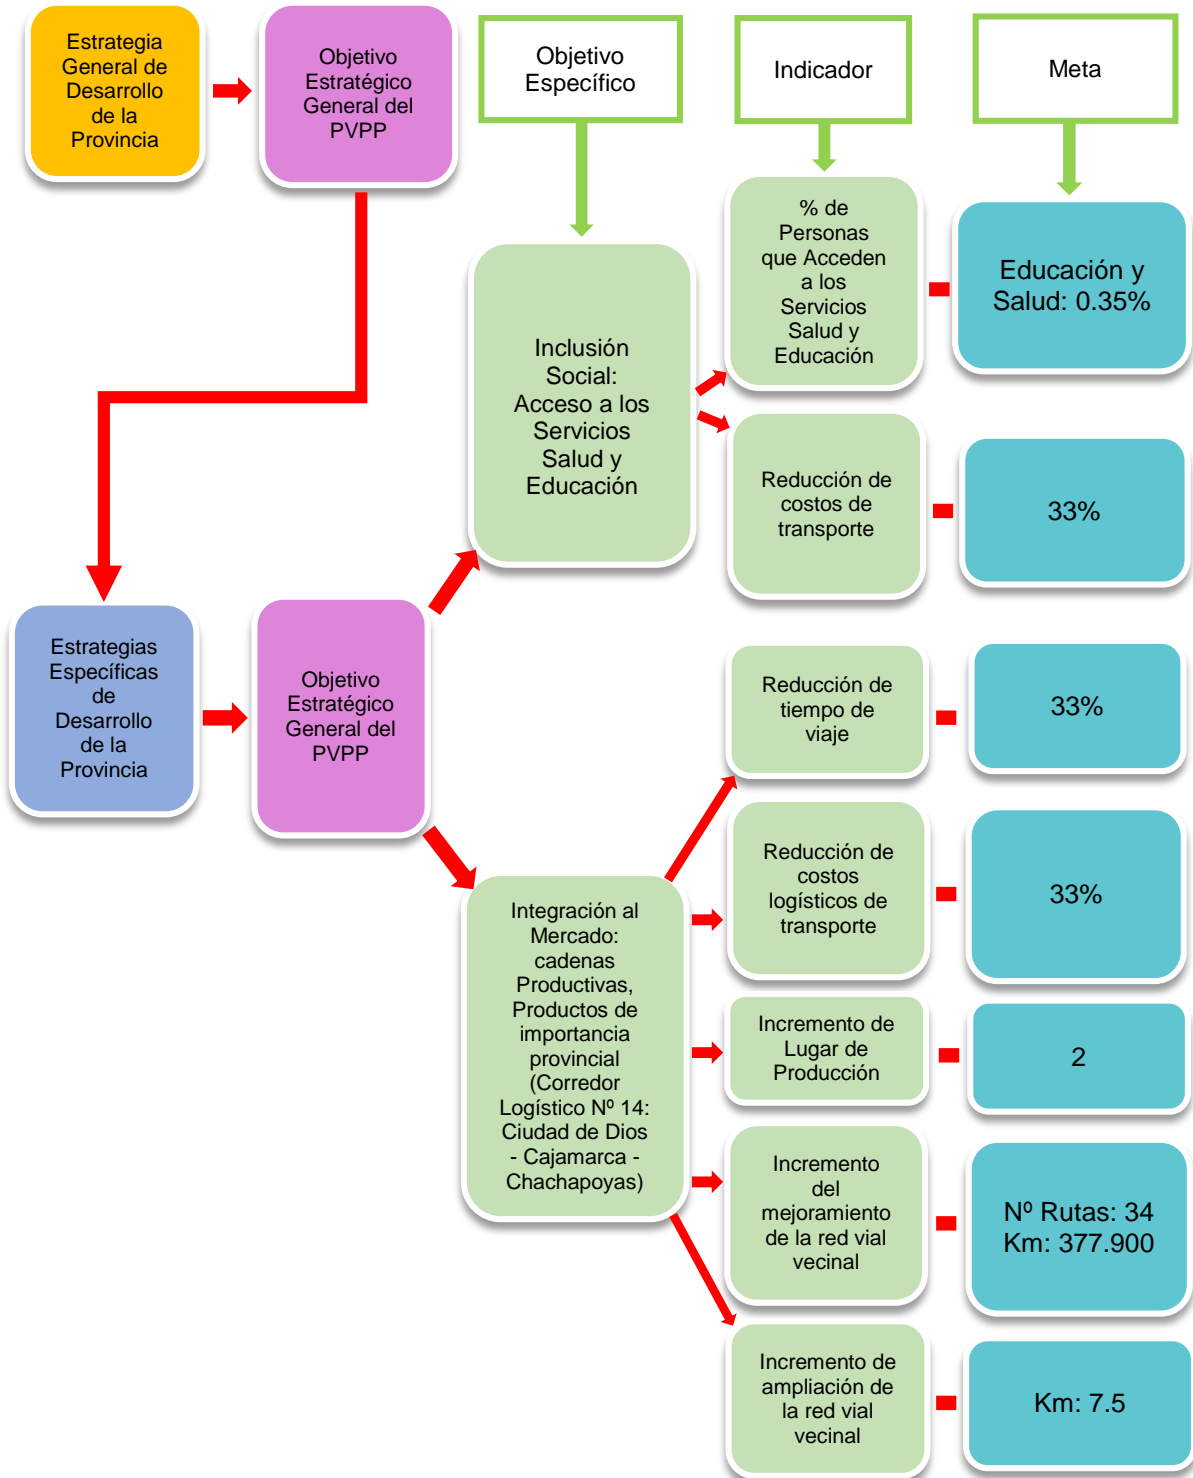 Estrategia
General de
Desarrollo
de la
Provincia
Objetivo
Estratégico
General del
PVPP
Objetivo
Específico
Indicador
Meta
Inclusión
Social:
Acceso a los
Servicios
Salud y
Educación
% de
Personas
que Acceden
a los
Servicios
Salud y
Educación
Educación y
Salud: 0.35%
Reducción de
costos de
transporte
33%
Estrategias
Específicas
de
Desarrollo
de la
Provincia
Objetivo
Estratégico
General del
PVPP
Integración al
Mercado:
cadenas
Productivas,
Productos de
importancia
provincial
(Corredor
Logístico Nº 14:
Ciudad de Dios
- Cajamarca -
Chachapoyas)
Reducción de
tiempo de
viaje
33%
Reducción de
costos
logísticos de
transporte
33%
Incremento de
Lugar de
Producción
2
Incremento
del
mejoramiento
de la red vial
vecinal
Nº Rutas: 34
Km: 377.900
Incremento de
ampliación de
la red vial
vecinal
Km: 7.5